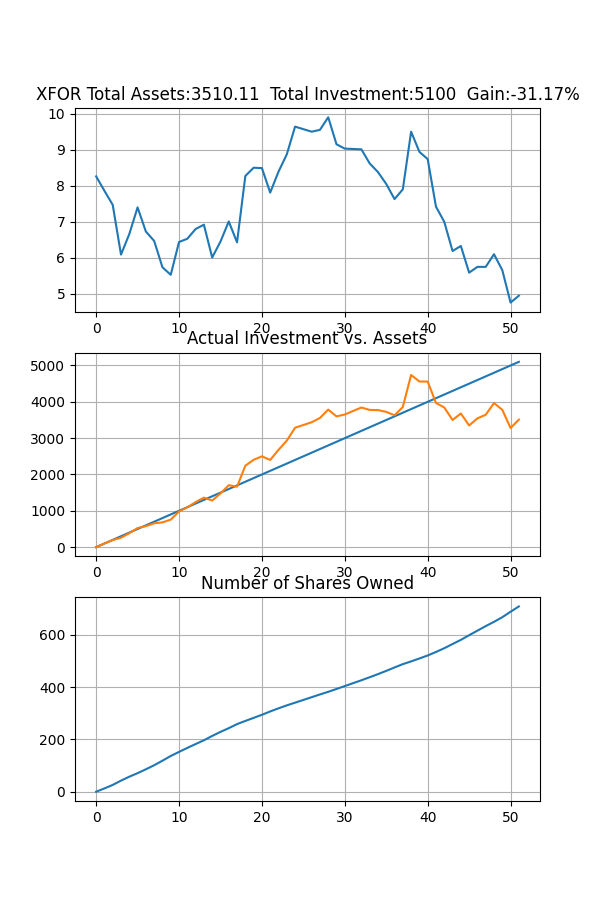 XFOR Total Assets:3510.11  Total Investment:5100  Gain:-31.17%
10
9
8
7
6
5
0 10 20 30 40 50
Actual Investment vs. Assets
5000
4000
3000
2000
1000
0
0 10 20 30 40 50
Number of Shares Owned
600
400
200
0
0 10 20 30 40 50